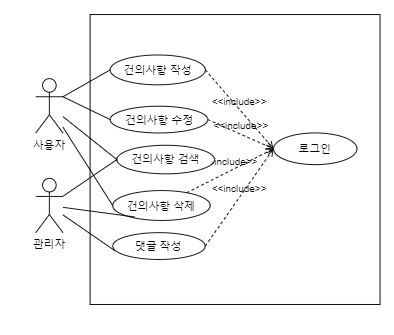 건의사항 작성
<<include>>
건의사항 수정
<<include>>
사용자
로그인
건의사항 검색
include>>
<<include>>
건의사항 삭제
관리자
댓글 작성